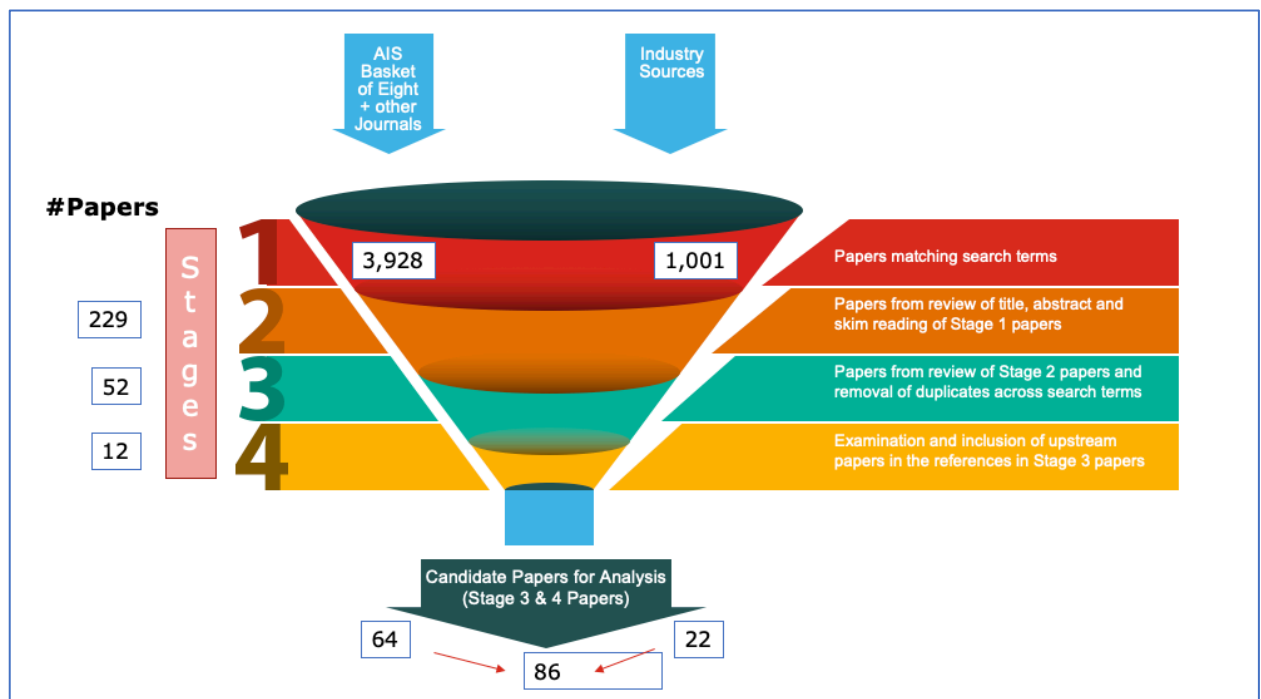 AIS
Basket
of Eight
+ other
Journals
Industry
Sources
#Papers
Stages
1
3,928
1,001
Papers matching search terms
229
2
Papers from review of title, abstract and
skim reading of Stage 1 papers
52
3
Papers from review of Stage 2 papers and
removal of duplicates across search terms
12
4
Examination and inclusion of upstream
papers in the references in Stage 3 papers
Candidate Papers for Analysis
(Stage 3 & 4 Papers)
64
22
86